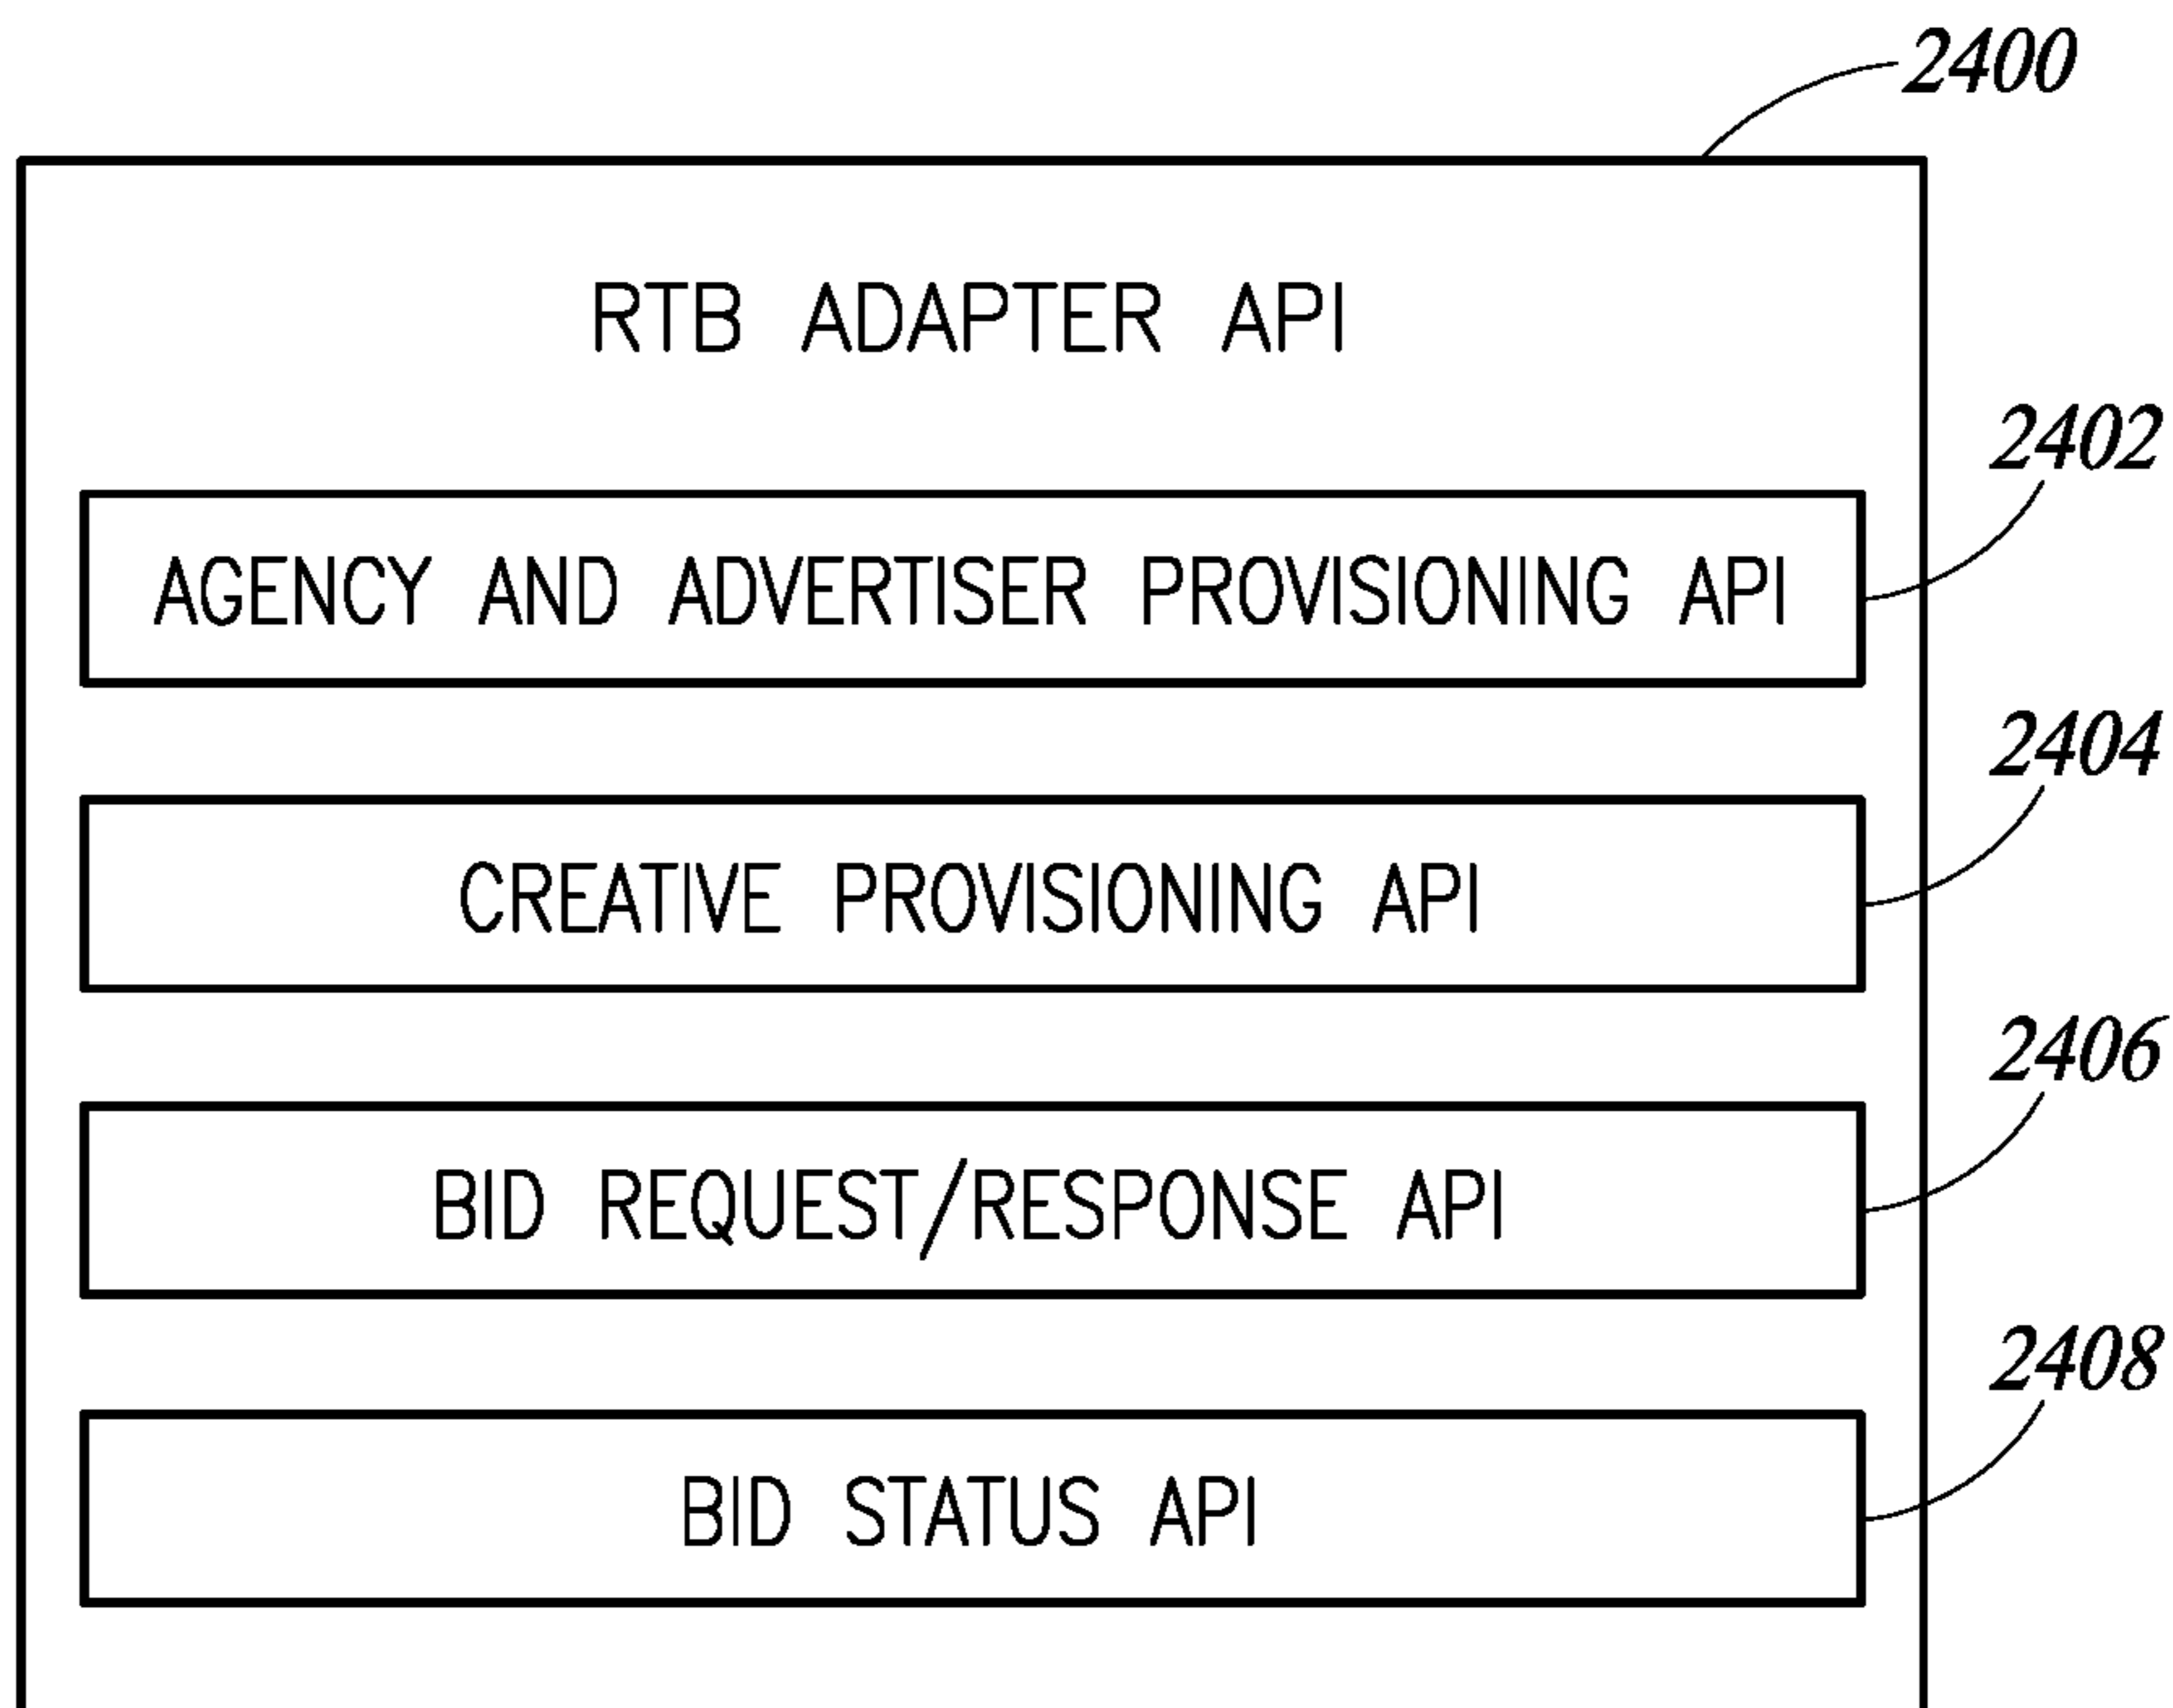 2400
RTB ADAPTER API
2402
AGENCY AND ADVERTISER PROVISIONING API
2404
CREATIVE PROVISIONING API
2406
BID REQUEST/RESPONSE API
2408
BID STATUS API